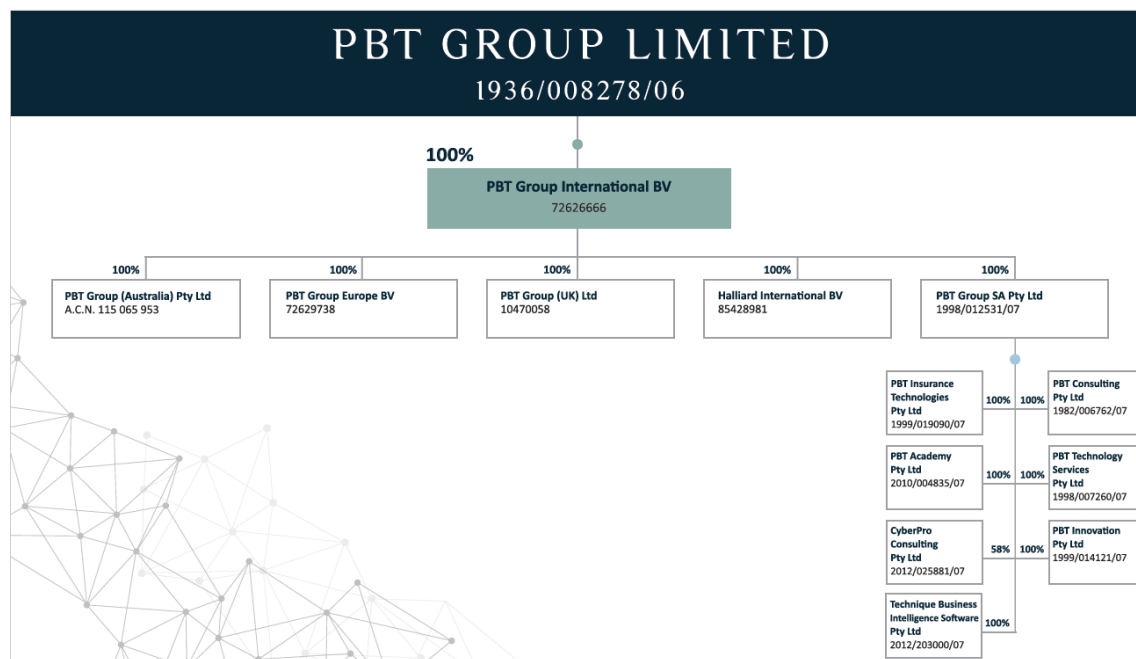 PBT GROUP LIMITED
1936/008278/06
100%
PBT Group International BV
72626666
100%
PBT Group (Australia) Pty Ltd
A.C.N. 115 065 953
100%
PBT Group Europe BV
72629738
100%
PBT Group (UK) Ltd
10470058
100%
Halliard International BV
85428981
100%
PBT Group SA Pty Ltd
1998/012531/07
PBT Insurance
Technologies
Pty Ltd
1999/019090/07
100%
100%
PBT Consulting
Pty Ltd
1982/006762/07
PBT Academy
Pty Ltd
2010/004835/07
100%
100%
PBT Technology
Services
Pty Ltd
1998/007260/07
CyberPro
Consulting
Pty Ltd
2012/025881/07
58%
100%
PBT Innovation
Pty Ltd
1999/014121/07
Technique Business
Intelligence Software
Pty Ltd
2012/203000/07
100%